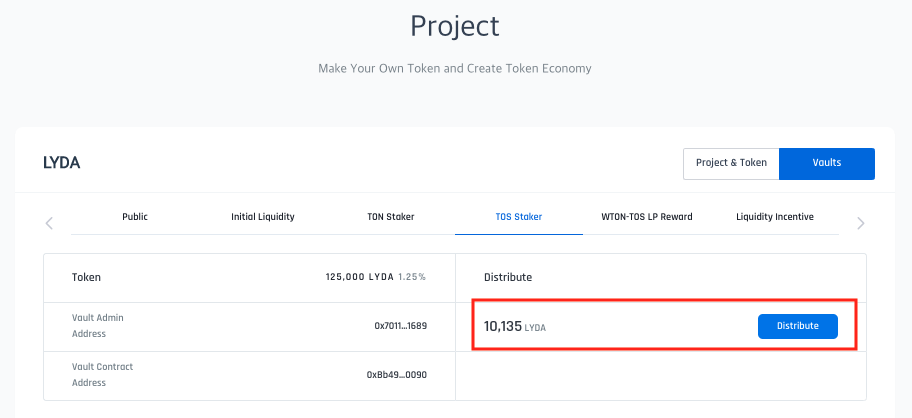 Project
Make Your Own Token and Create Token Economy
LYDA
Project & Token
Vaults
Public
Initial Liquidity
TON Staker
TOS Staker
WTON-TOS LP Reward
Liquidity Incentive
Token
125,000 LYDA 1.25%
Distribute
Vault Admin
Address
0x7011...1689
10,135 LYDA
Distribute
Vault Contract
Address
0x8b49...0090